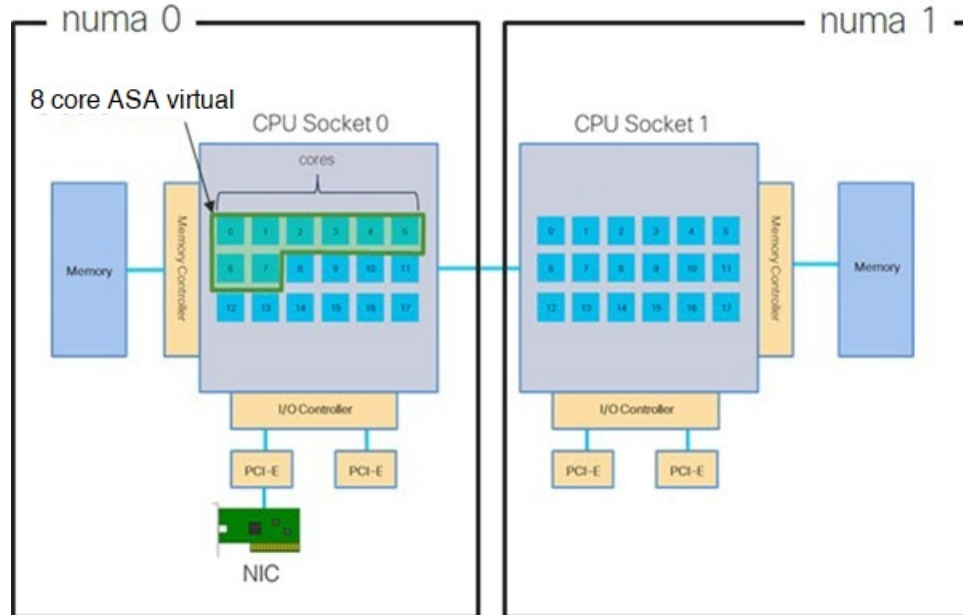 numa 0
numa 1
8 core ASA virtual
CPU Socket 0
CPU Socket 1
cores
Memory
Memory Controller
0 1 2 3 4 5
6 7 8 9 10 11
12 13 14 15 16 17
0 1 2 3 4 5
6 7 8 9 10 11
12 13 14 15 16 17
Memory Controller
Memory
I/O Controller
I/O Controller
PCI-E
PCI-E
PCI-E
PCI-E
NIC